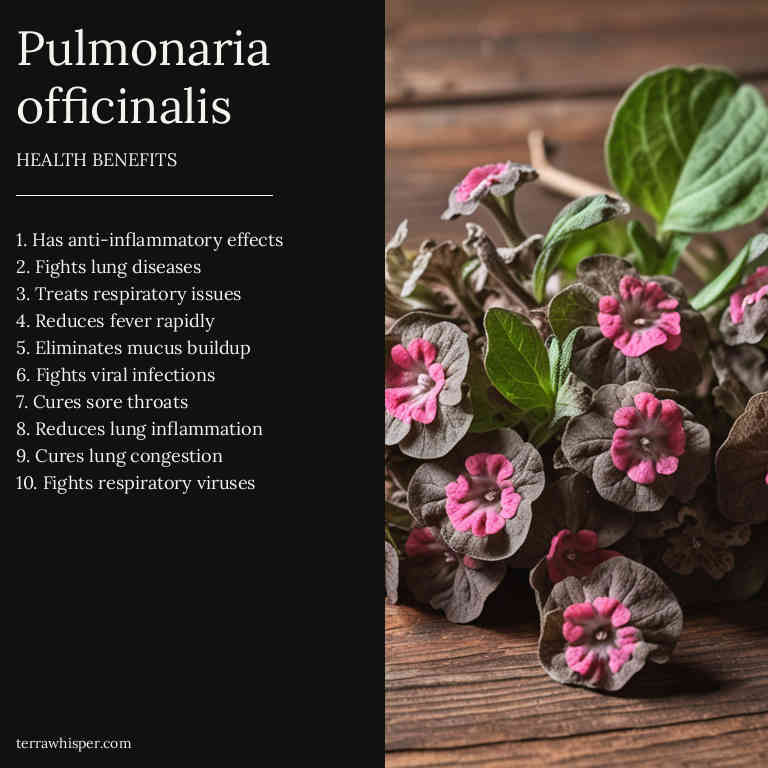 Pulmonaria
officinalis
HEALTH BENEFITS
1. Has anti-inflammatory effects
2. Fights lung diseases
3. Treats respiratory issues
4. Reduces fever rapidly
5. Eliminates mucus buildup
6. Fights viral infections
7. Cures sore throats
8. Reduces lung inflammation
9. Cures lung congestion
10. Fights respiratory viruses
terrawhisper.com